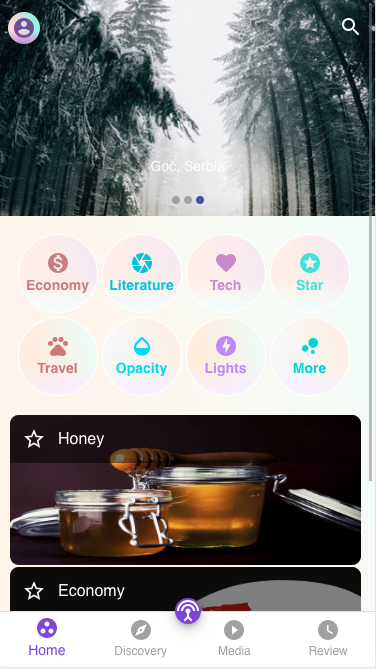 Goč, Serbia
Economy
Literature
Tech
Star
Travel
Opacity
Lights
More
Honey
Economy
Home
Discovery
Media
Review